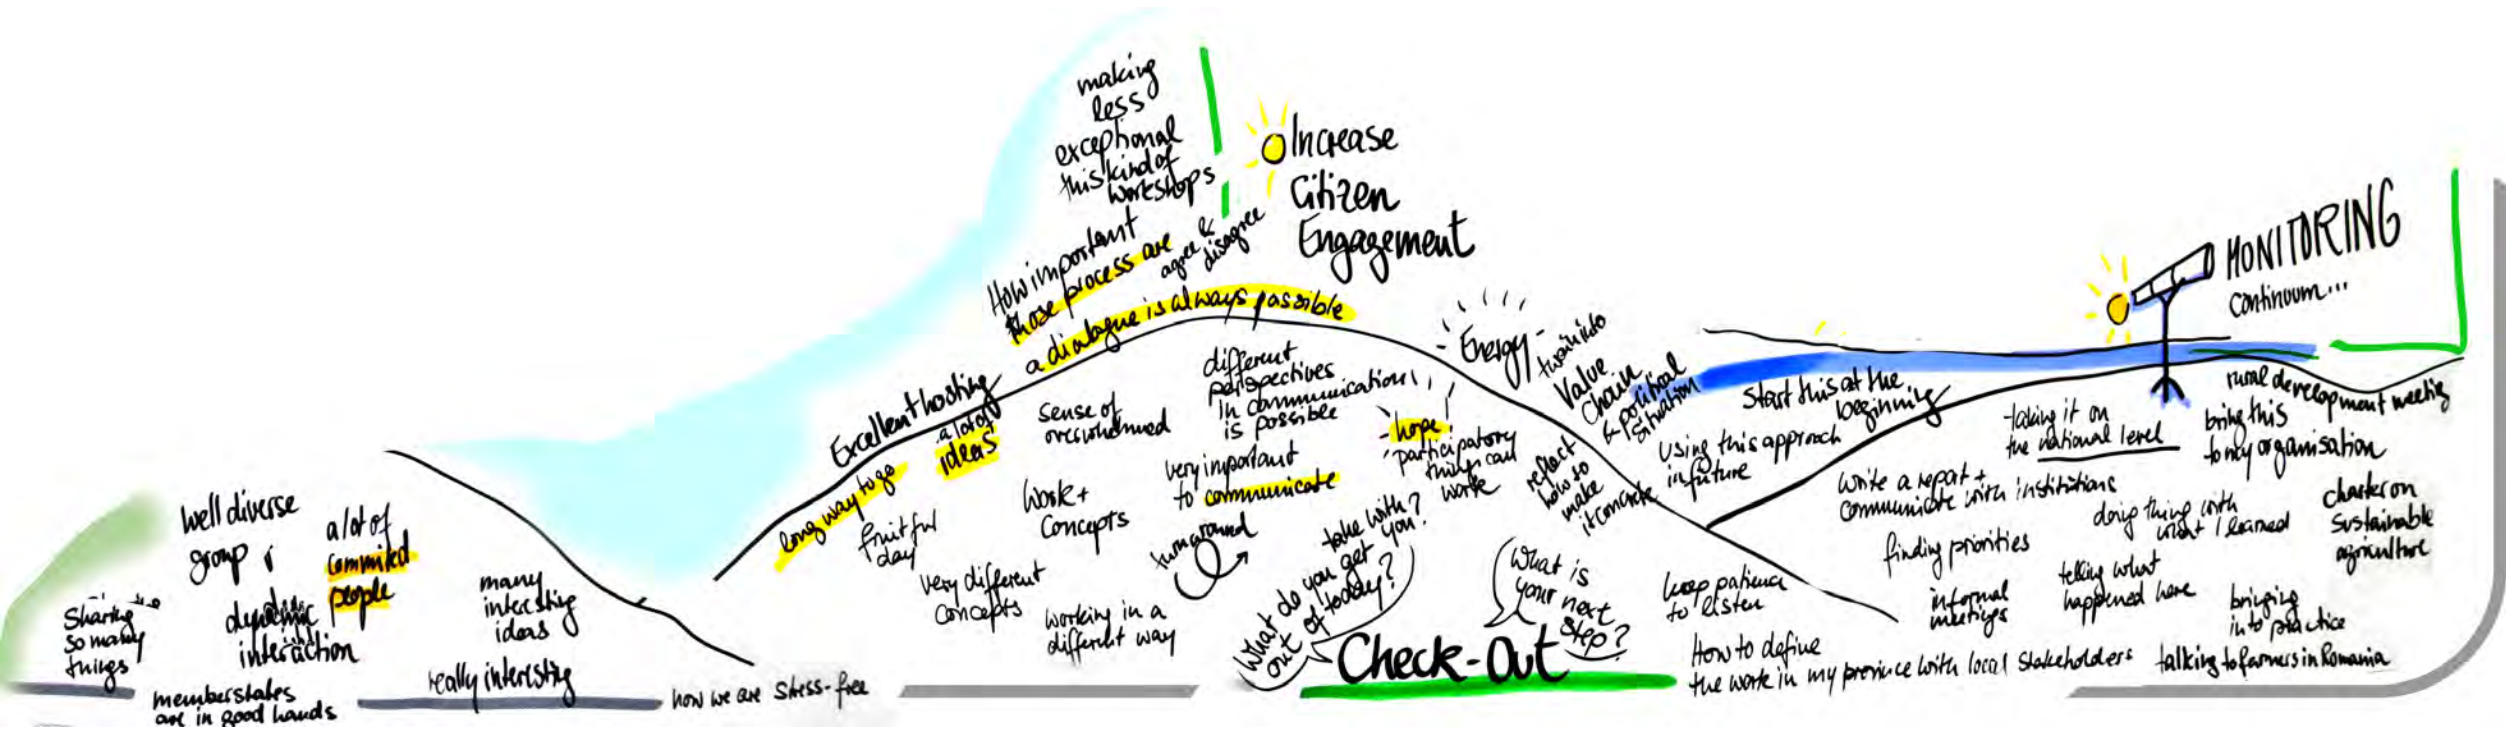 making
less
exceptional
this kind of
workshops
Increase
Citizen
Engagement
How important
those process are
agree &
disagree
a dialogue is always possible
MONITORING
continuum...
Energy
turn into
Value
Chain
& political
situation
Excellent hosting
a lot of
ideas
long way to go
fruitful
day
sense of
overwhelmed
different
perspectives
in communication
is possible
hope!
participatory
things can
work
very important
to communicate
work +
concepts
turnaround
very different
concepts
working in a
different way
reflect
how to
make
it concrete
well diverse
group
a lot of
commited
people
Sharing
so many
things
dynamic
interaction
many
interesting
ideas
really interesting
memberstates
are in good hands
how we are stress-free
What do you get
out of today?
take with?
you?
Check-Out
What is
your next
step?
Start this at the
beginning
using this approach
in future
taking it on
the national level
rural development meeting
bring this
to my organisation
write a report +
communicate with institutions
doing thing with
what I learned
charter on
sustainable
agriculture
finding priorities
telling what
happened here
informal
meetings
bringing
into practice
keep patience
to listen
How to define
the work in my province with local stakeholders
talking to farmers in Romania